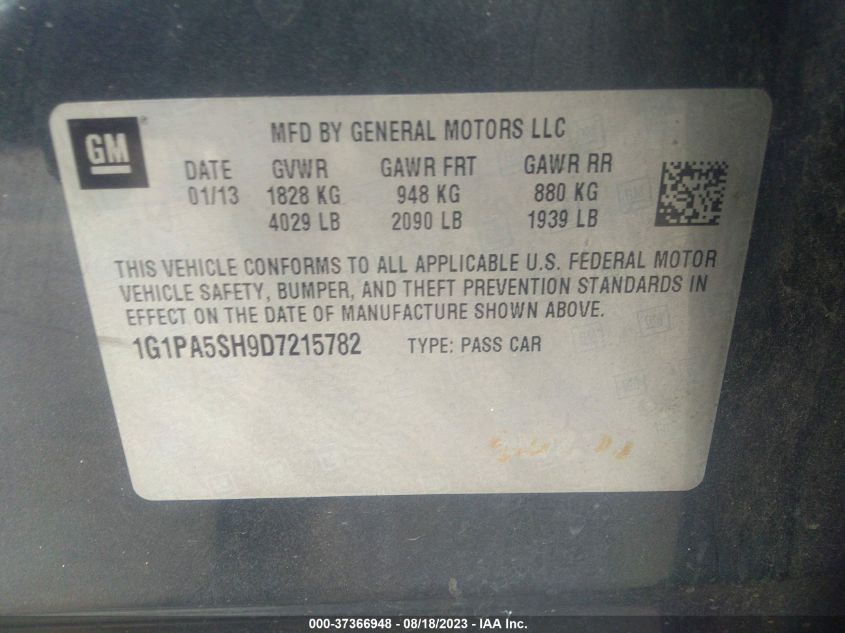 GM ®
MFD BY GENERAL MOTORS LLC
DATE GVWR GAWR FRT GAWR RR
01/13 1828 KG 948 KG 880 KG
4029 LB 2090 LB 1939 LB
THIS VEHICLE CONFORMS TO ALL APPLICABLE U.S. FEDERAL MOTOR
VEHICLE SAFETY, BUMPER, AND THEFT PREVENTION STANDARDS IN
EFFECT ON THE DATE OF MANUFACTURE SHOWN ABOVE.
1G1PA5SH9D7215782 TYPE: PASS CAR
000-37366948 - 08/18/2023 - IAA Inc.